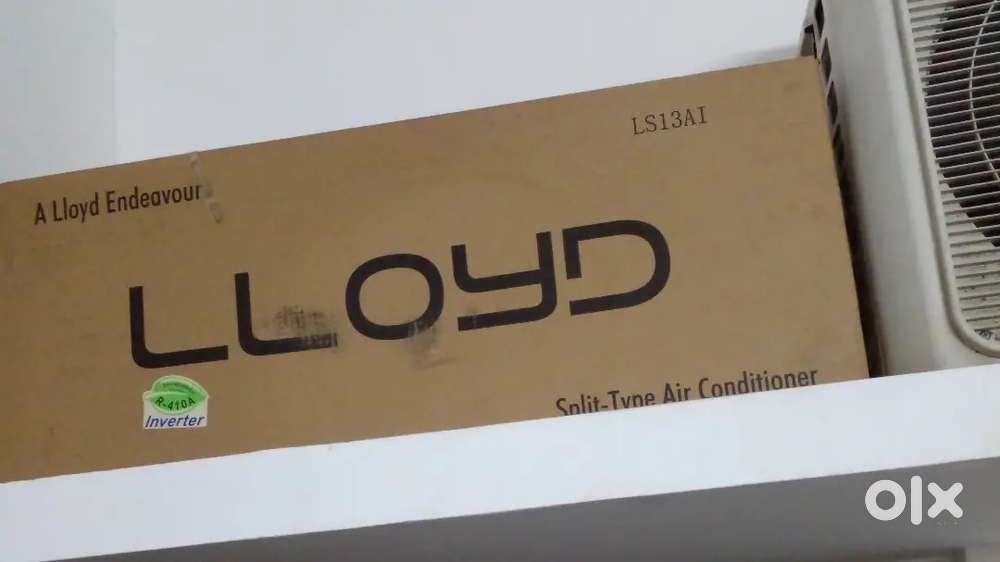 LS13AI
A Lloyd Endeavour
LLOYD
R-410A
Inverter
Split-Type Air Conditioner
olx